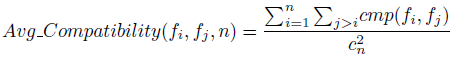 Avg_Compatibility(f_i, f_j, n) = \frac{\sum_{i=1}^{n} \sum_{j>i} cmp(f_i, f_j)}{c_n^2}